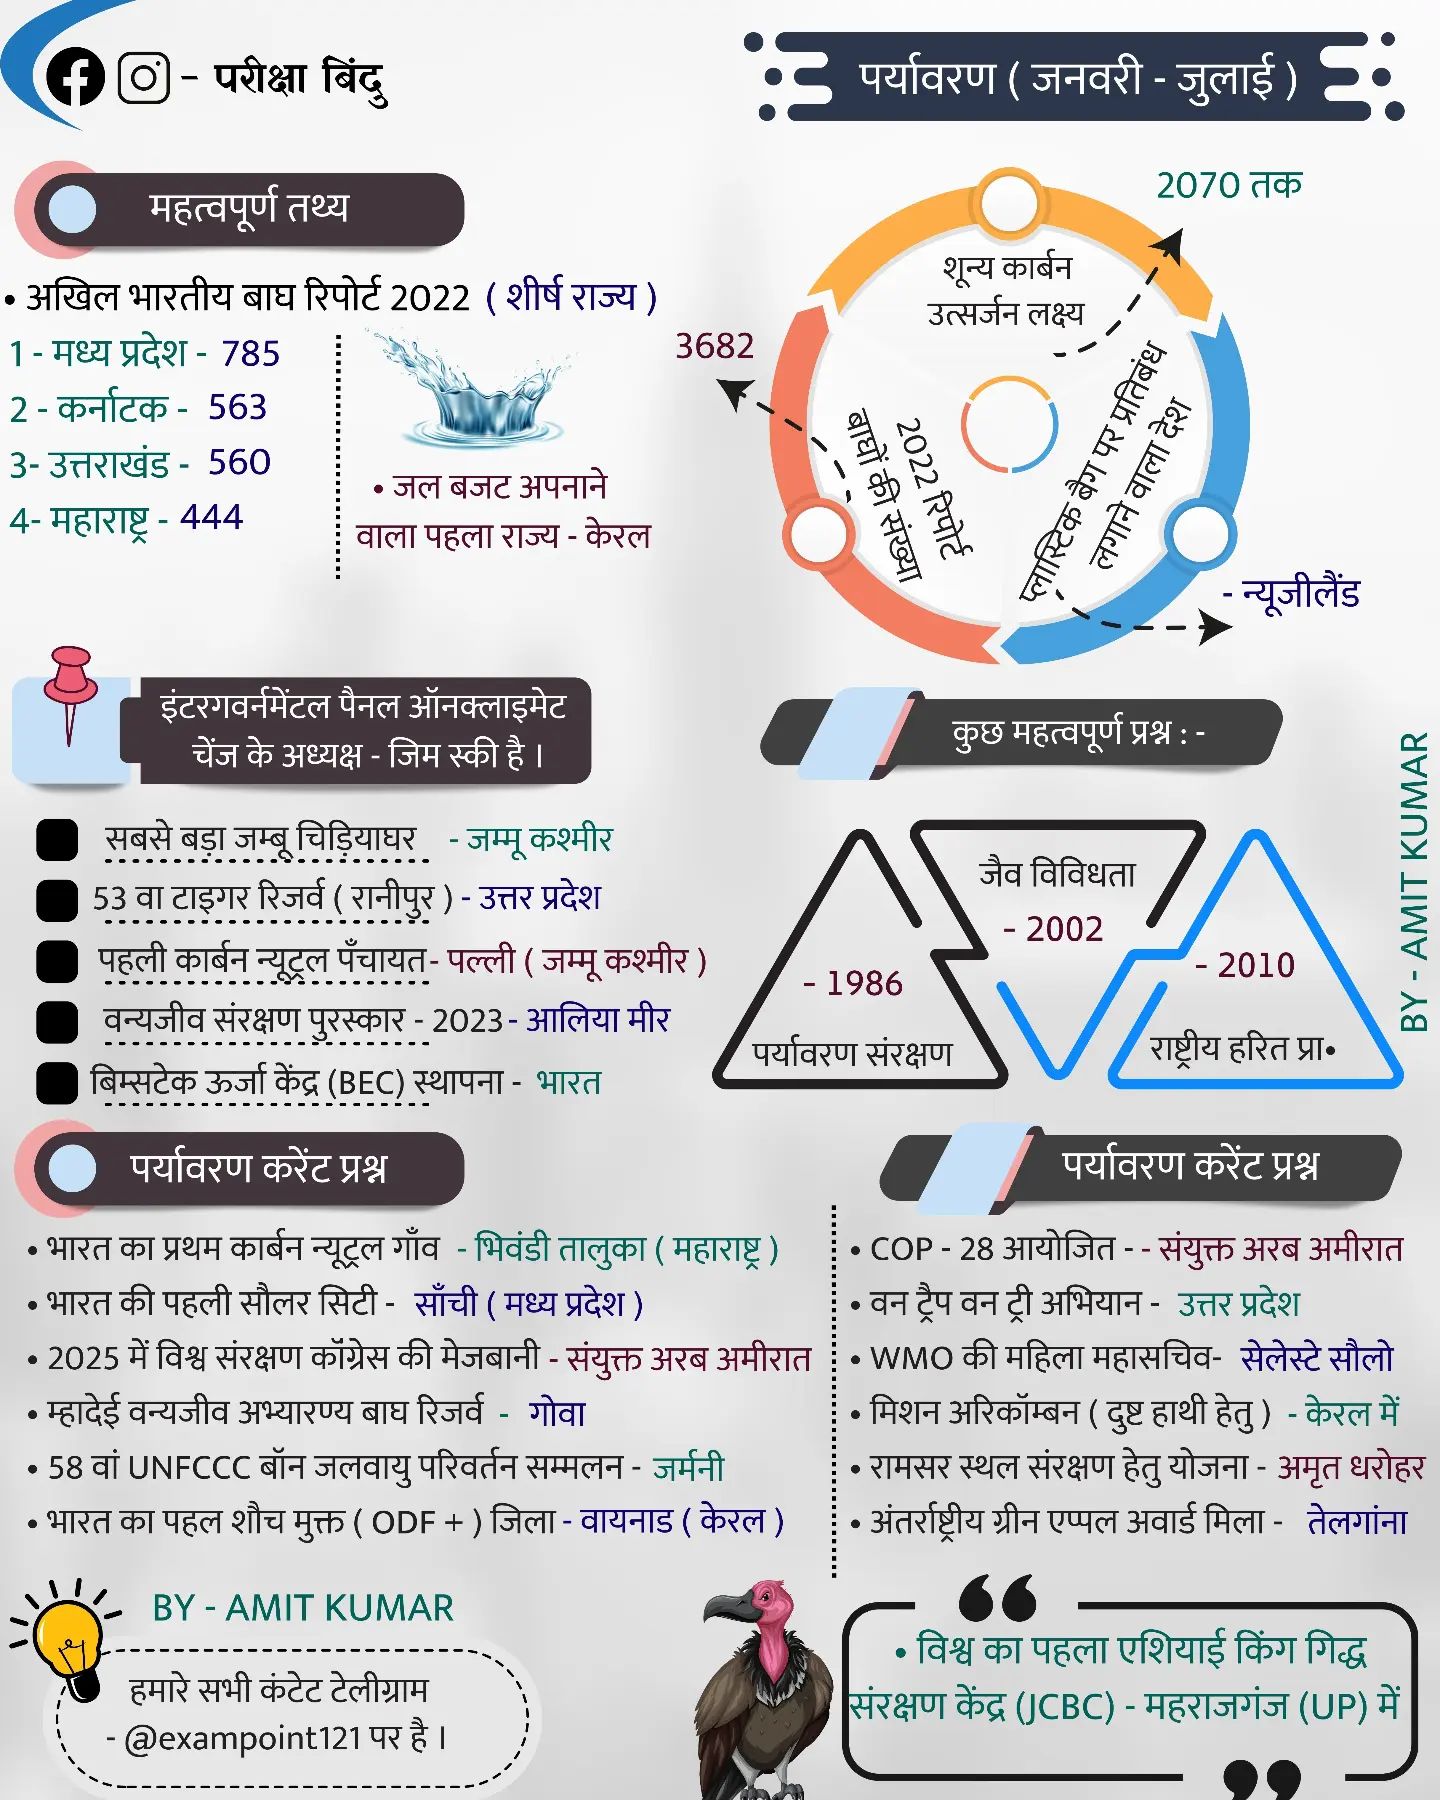 - परीक्षा बिंदु
पर्यावरण ( जनवरी - जुलाई )
महत्वपूर्ण तथ्य
• अखिल भारतीय बाघ रिपोर्ट 2022 ( शीर्ष राज्य )
1 - मध्य प्रदेश - 785
2 - कर्नाटक - 563
3- उत्तराखंड - 560
4- महाराष्ट्र - 444
• जल बजट अपनाने
वाला पहला राज्य - केरल
2070 तक
शून्य कार्बन
उत्सर्जन लक्ष्य
3682
2022 रिपोर्ट
बाघों की संख्या
प्लास्टिक बैग पर प्रतिबंध
लगाने वाला देश
- न्यूजीलैंड
इंटरगवर्नमेंटल पैनल ऑनक्लाइमेट
चेंज के अध्यक्ष - जिम स्की है ।
सबसे बड़ा जम्बू चिड़ियाघर - जम्मू कश्मीर
53 वा टाइगर रिजर्व ( रानीपुर ) - उत्तर प्रदेश
पहली कार्बन न्यूट्रल पँचायत- पल्ली ( जम्मू कश्मीर )
वन्यजीव संरक्षण पुरस्कार - 2023 - आलिया मीर
बिम्सटेक ऊर्जा केंद्र (BEC) स्थापना - भारत
कुछ महत्वपूर्ण प्रश्न : -
जैव विविधता
- 2002
- 1986
पर्यावरण संरक्षण
- 2010
राष्ट्रीय हरित प्रा•
BY - AMIT KUMAR
पर्यावरण करेंट प्रश्न
• भारत का प्रथम कार्बन न्यूट्रल गाँव - भिवंडी तालुका ( महाराष्ट्र )
• भारत की पहली सौलर सिटी - साँची ( मध्य प्रदेश )
• 2025 में विश्व संरक्षण कॉंग्रेस की मेजबानी - संयुक्त अरब अमीरात
• म्हादेई वन्यजीव अभ्यारण्य बाघ रिजर्व - गोवा
• 58 वां UNFCCC बॉन जलवायु परिवर्तन सम्मलन - जर्मनी
• भारत का पहल शौच मुक्त ( ODF + ) जिला - वायनाड ( केरल )
पर्यावरण करेंट प्रश्न
• COP - 28 आयोजित - - संयुक्त अरब अमीरात
• वन ट्रैप वन ट्री अभियान - उत्तर प्रदेश
• WMO की महिला महासचिव- सेलेस्टे सौलो
• मिशन अरिकॉम्बन ( दुष्ट हाथी हेतु ) - केरल में
• रामसर स्थल संरक्षण हेतु योजना - अमृत धरोहर
• अंतर्राष्ट्रीय ग्रीन एप्पल अवार्ड मिला - तेलगांना
BY - AMIT KUMAR
हमारे सभी कंटेट टेलीग्राम
- @exampoint121 पर है ।
• विश्व का पहला एशियाई किंग गिद्ध
संरक्षण केंद्र (JCBC) - महराजगंज (UP) में